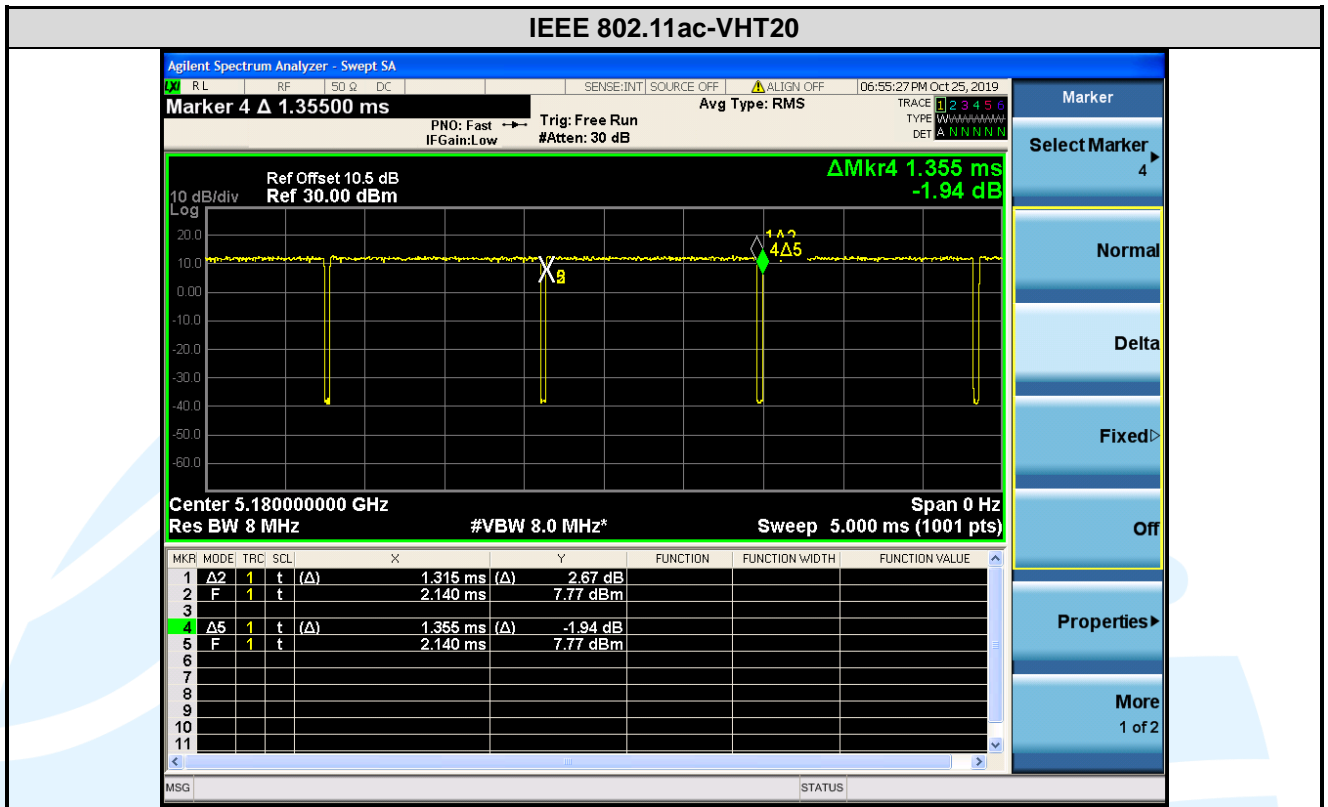 IEEE 802.11ac-VHT20
Agilent Spectrum Analyzer - Swept SA
LXI RL RF 50 Ω DC SENSE:INT SOURCE OFF ALIGN OFF 06:55:27 PM Oct 25, 2019
Marker 4 Δ 1.35500 ms
PNO: Fast
IFGain:Low
Trig: Free Run
#Atten: 30 dB
Avg Type: RMS
TRACE 1 2 3 4 5 6
TYPE
DET A N N N N N
ΔMkr4 1.355 ms
-1.94 dB
Ref Offset 10.5 dB
10 dB/div Ref 30.00 dBm
Log
20.0
10.0
0.00
-10.0
-20.0
-30.0
-40.0
-50.0
-60.0
4Δ5
Center 5.180000000 GHz Span 0 Hz
Res BW 8 MHz #VBW 8.0 MHz* Sweep 5.000 ms (1001 pts)
MKR MODE TRC SCL X Y FUNCTION FUNCTION WIDTH FUNCTION VALUE
1 Δ2 1 t (Δ) 1.315 ms (Δ) 2.67 dB
2 F 1 t 2.140 ms 7.77 dBm
3
4 Δ5 1 t (Δ) 1.355 ms (Δ) -1.94 dB
5 F 1 t 2.140 ms 7.77 dBm
6
7
8
9
10
11
MSG STATUS
Marker
Select Marker
4
Normal
Delta
Fixed
Off
Properties
More
1 of 2